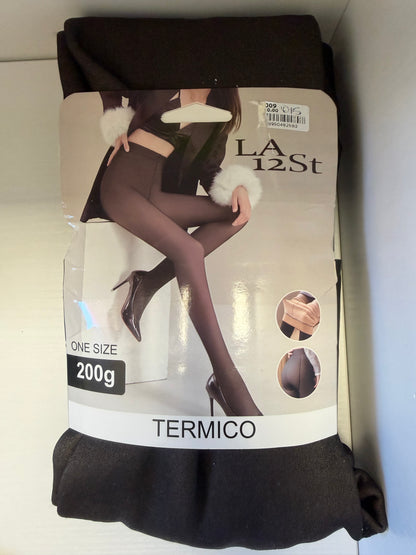 LA
12St
ONE SIZE
200g
TERMICO